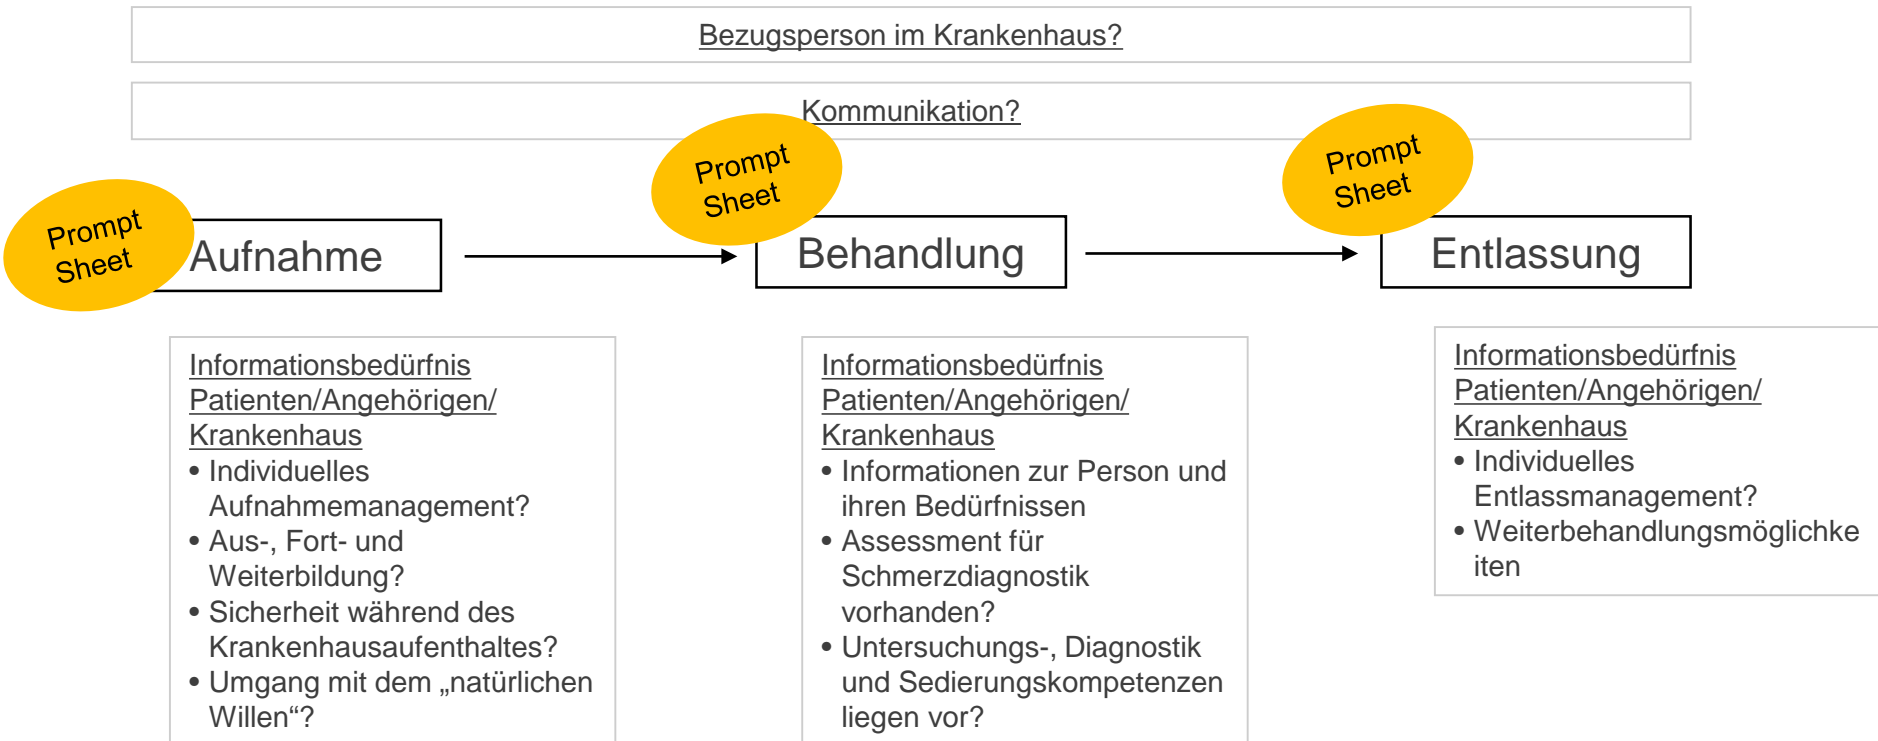 Bezugsperson im Krankenhaus?
Kommunikation?
Prompt
Sheet
Aufnahme
Prompt
Sheet
Behandlung
Prompt
Sheet
Entlassung
Informationsbedürfnis
Patienten/Angehörigen/
Krankenhaus
• Individuelles
Aufnahmemanagement?
• Aus-, Fort- und
Weiterbildung?
• Sicherheit während des
Krankenhausaufenthaltes?
• Umgang mit dem „natürlichen
Willen“?
Informationsbedürfnis
Patienten/Angehörigen/
Krankenhaus
• Informationen zur Person und
ihren Bedürfnissen
• Assessment für
Schmerzdiagnostik
vorhanden?
• Untersuchungs-, Diagnostik
und Sedierungskompetenzen
liegen vor?
Informationsbedürfnis
Patienten/Angehörigen/
Krankenhaus
• Individuelles
Entlassmanagement?
• Weiterbehandlungsmöglichke
iten